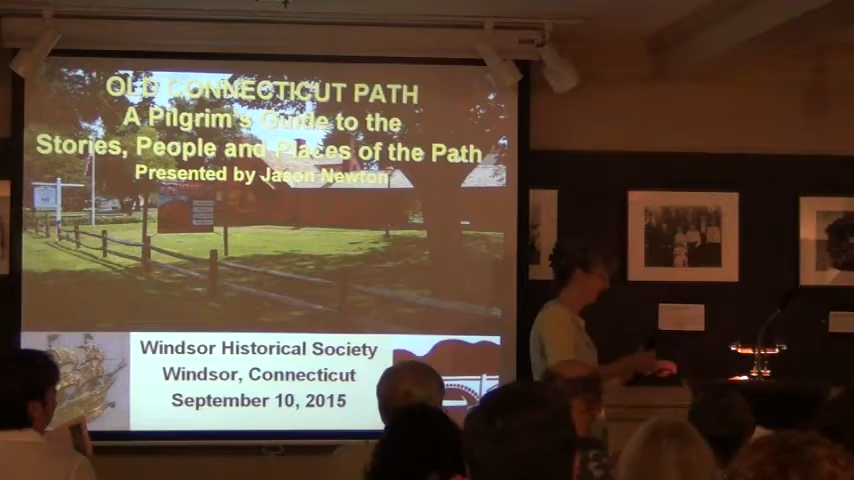 OLD CONNECTICUT PATH
A Pilgrim's Guide to the
Stories, People and Places of the Path
Presented by Jason Newton
Windsor Historical Society
Windsor, Connecticut
September 10, 2015